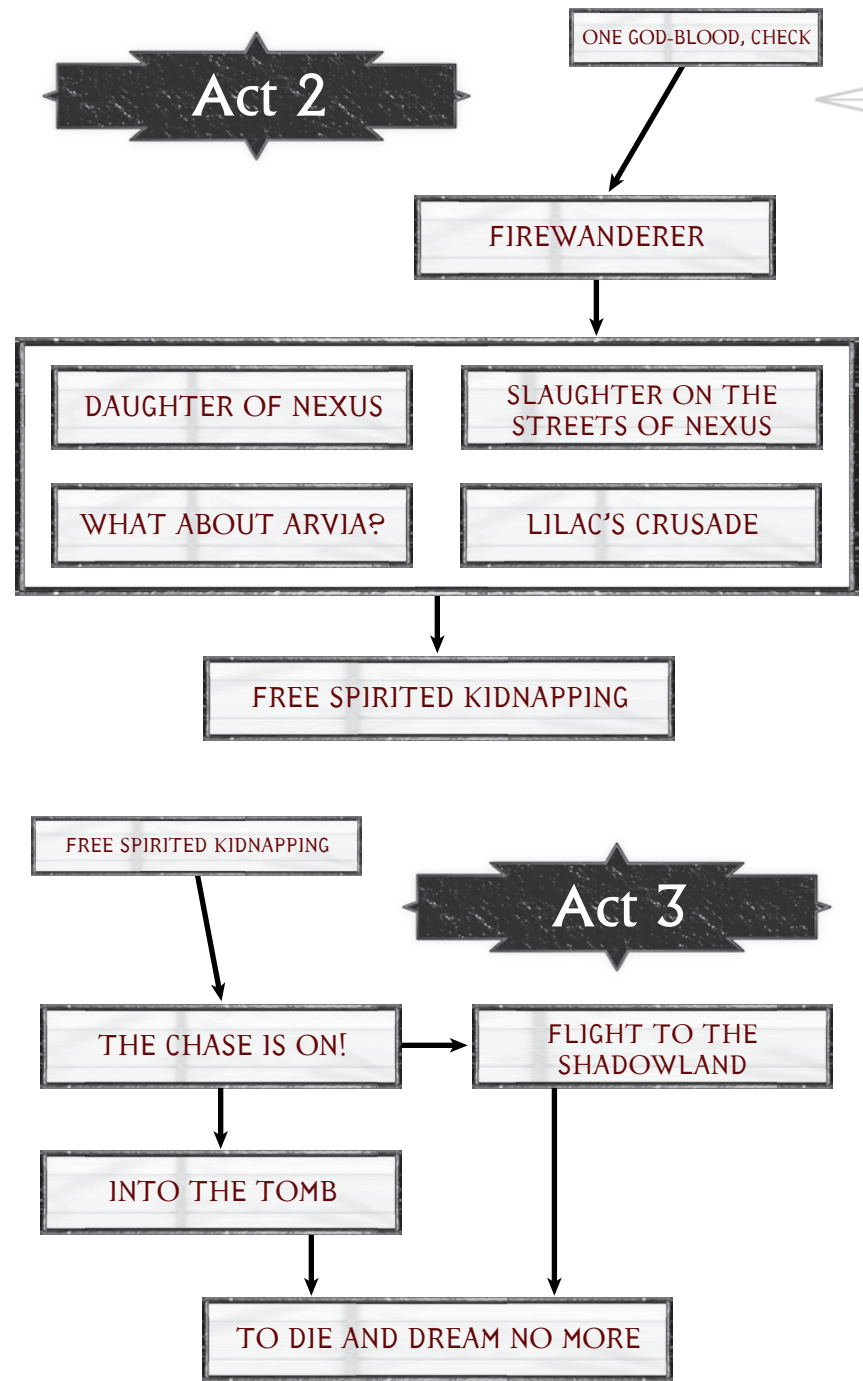 Act 2
ONE GOD-BLOOD, CHECK
FIREWANDERER
DAUGHTER OF NEXUS
SLAUGHTER ON THE
STREETS OF NEXUS
WHAT ABOUT ARVIA?
LILAC'S CRUSADE
FREE SPIRITED KIDNAPPING
FREE SPIRITED KIDNAPPING
Act 3
THE CHASE IS ON!
FLIGHT TO THE
SHADOWLAND
INTO THE TOMB
TO DIE AND DREAM NO MORE